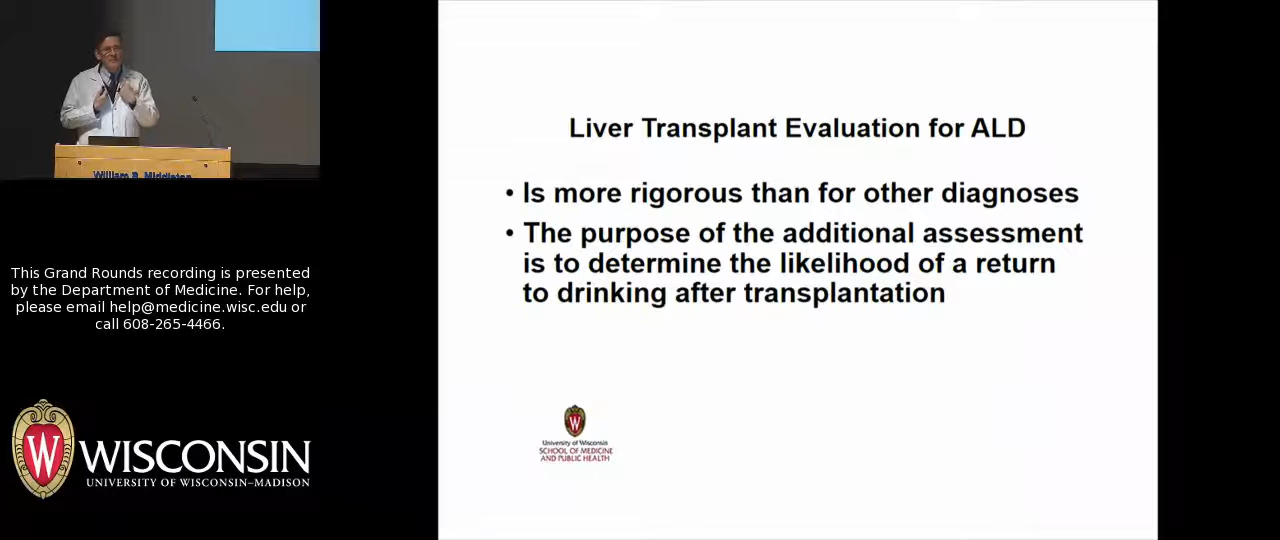 William S. Middleton
This Grand Rounds recording is presented
by the Department of Medicine. For help,
please email help@medicine.wisc.edu or
call 608-265-4466.
W WISCONSIN
UNIVERSITY OF WISCONSIN–MADISON
Liver Transplant Evaluation for ALD
• Is more rigorous than for other diagnoses
• The purpose of the additional assessment
is to determine the likelihood of a return
to drinking after transplantation
W
University of Wisconsin
SCHOOL OF MEDICINE
AND PUBLIC HEALTH